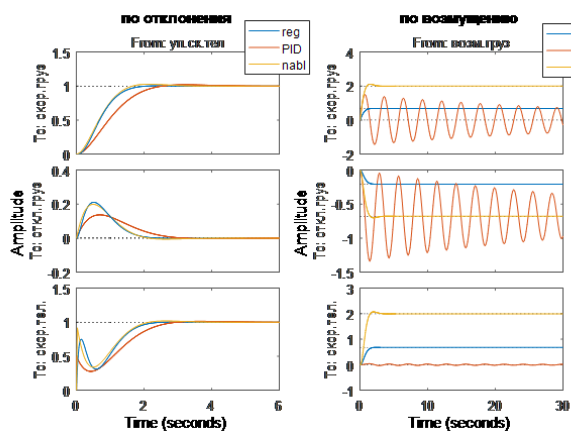 по отклонения
по возмущению
From: уп.ск.тел
From: возм.груз
reg
PID
nabl
Amplitude
To: скор.груз
1.5
1
0.5
0
To: откл.груз
0.4
0.2
0
-0.2
To: скор.тел.
1.5
1
0.5
0
0
2
4
6
Time (seconds)
Amplitude
To: скор.груз
4
2
0
-2
To: откл.груз
0
-0.5
-1
-1.5
To: скор.тел.
3
2
1
0
-1
0
10
20
30
Time (seconds)